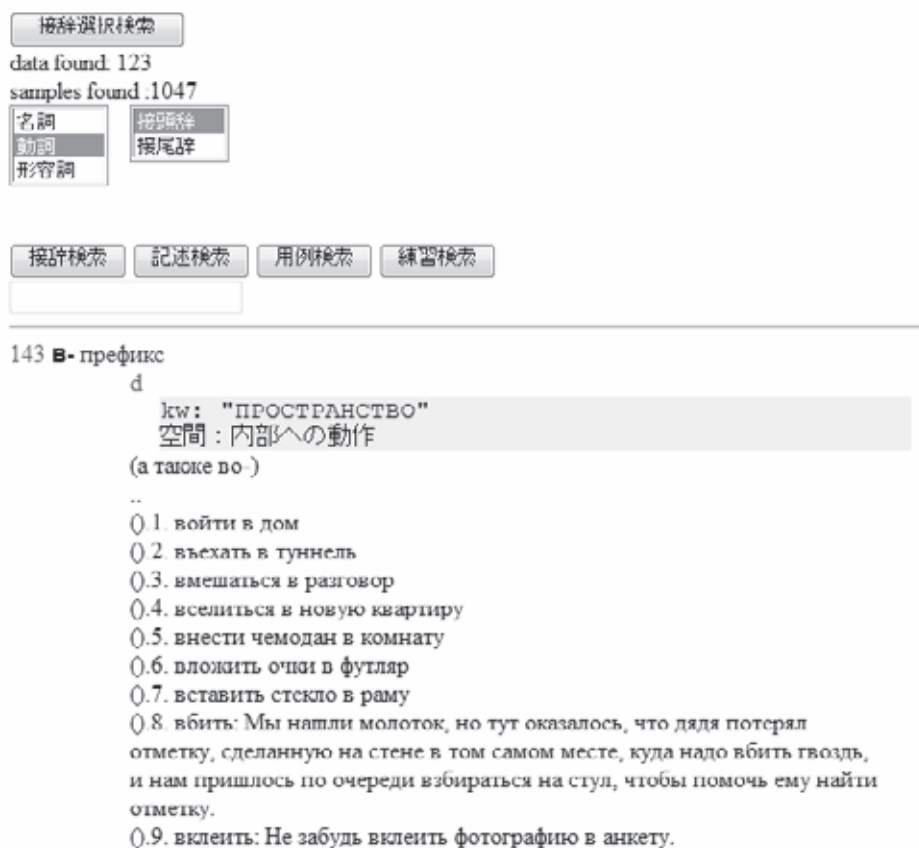 接辞選択検索
data found: 123
samples found :1047
名詞
動詞
形容詞
接頭辞
接尾辞
接辞検索 記述検索 用例検索 練習検索
143 в- префикс
d
kw: "ПРОСТРАНСТВО"
空間：内部への動作
(а также во-)
..
().1. войти в дом
().2. въехать в туннель
().3. вмешаться в разговор
().4. вселиться в новую квартиру
().5. внести чемодан в комнату
().6. вложить очки в футляр
().7. вставить стекло в раму
().8. вбить: Мы нашли молоток, но тут оказалось, что дядя потерял
отметку, сделанную на стене в том самом месте, куда надо вбить гвоздь,
и нам пришлось по очереди взбираться на стул, чтобы помочь ему найти
отметку.
().9. вклеить: Не забудь вклеить фотографию в анкету.